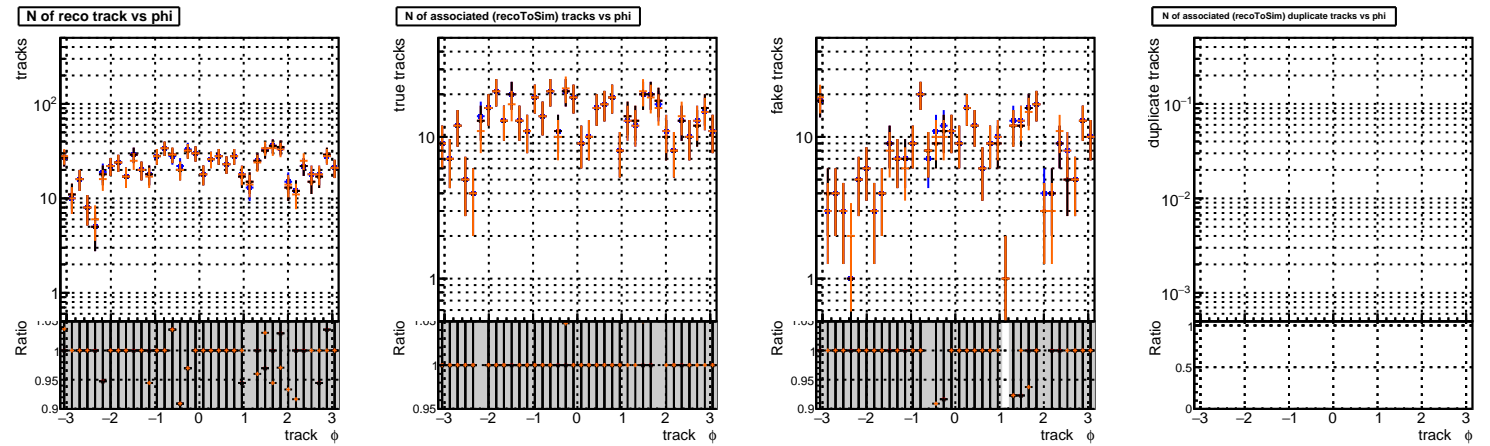 N of reco track vs phi
tracks
10²
10
1
Ratio
1.05
1
0.95
0.9
−3 −2 −1 0 1 2 3
track φ
N of associated (recoToSim) tracks vs phi
true tracks
10
1
Ratio
1.05
1
0.95
−3 −2 −1 0 1 2 3
track φ
fake tracks
10
1
Ratio
1.05
1
0.95
0.9
−3 −2 −1 0 1 2 3
track φ
N of associated (recoToSim) duplicate tracks vs phi
duplicate tracks
10⁻¹
10⁻²
10⁻³
Ratio
1
0.5
0
−3 −2 −1 0 1 2 3
track φ